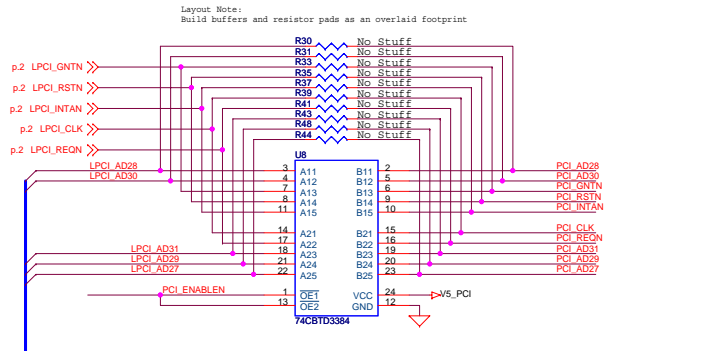 Layout Note:
Build buffers and resistor pads as an overlaid footprint
R30 No Stuff
R31 No Stuff
R33 No Stuff
R35 No Stuff
R37 No Stuff
R39 No Stuff
R41 No Stuff
R43 No Stuff
R48 No Stuff
R44 No Stuff
p.2 LPCI_GNTN
p.2 LPCI_RSTN
p.2 LPCI_INTAN
p.2 LPCI_CLK
p.2 LPCI_REQN
U8
LPCI_AD28 3 A11 B11 2 PCI_AD28
LPCI_AD30 4 A12 B12 5 PCI_AD30
7 A13 B13 6 PCI_GNTN
8 A14 B14 9 PCI_RSTN
11 A15 B15 10 PCI_INTAN
14 A21 B21 15 PCI_CLK
17 A22 B22 16 PCI_REQN
LPCI_AD31 18 A23 B23 19 PCI_AD31
LPCI_AD29 21 A24 B24 20 PCI_AD29
LPCI_AD27 22 A25 B25 23 PCI_AD27
PCI_ENABLEN 1 OE1 VCC 24 V5_PCI
13 OE2 GND 12
74CBTD3384